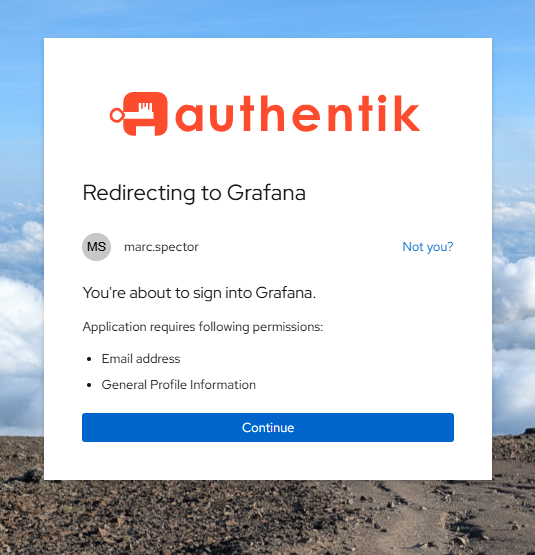 authentik
Redirecting to Grafana
MS marc.spector Not you?
You're about to sign into Grafana.
Application requires following permissions:
• Email address
• General Profile Information
Continue